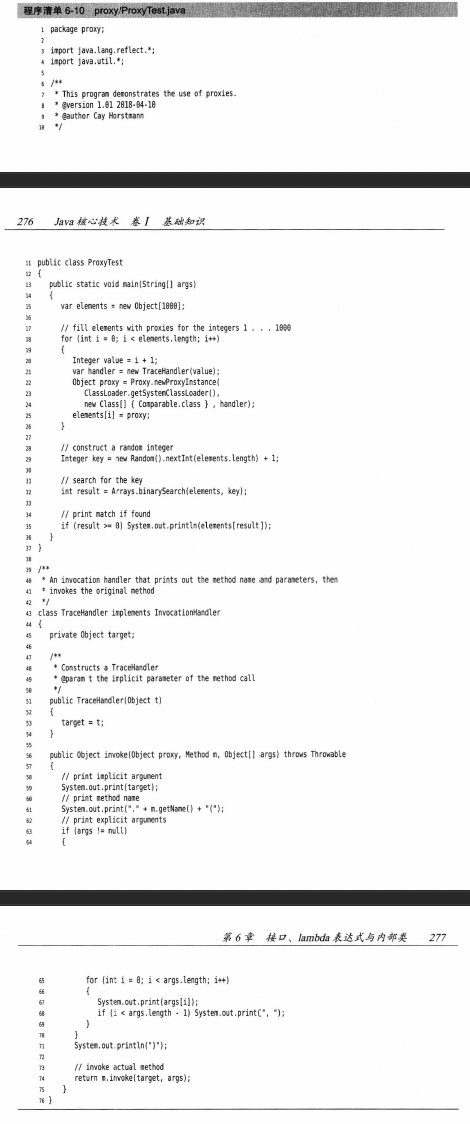 程序清单 6-10 proxy/ProxyTest.java
1 package proxy;
2
3 import java.lang.reflect.*;
4 import java.util.*;
5
6 /**
7  * This program demonstrates the use of proxies.
8  * @version 1.01 2018-04-10
9  * @author Cay Horstmann
10  */
276 Java 核心技术 卷 I 基础知识
11 public class ProxyTest
12 {
13    public static void main(String[] args)
14    {
15       var elements = new Object[1000];
16
17       // fill elements with proxies for the integers 1 . . . 1000
18       for (int i = 0; i < elements.length; i++)
19       {
20          Integer value = i + 1;
21          var handler = new TraceHandler(value);
22          Object proxy = Proxy.newProxyInstance(
23             ClassLoader.getSystemClassLoader(),
24             new Class[] { Comparable.class } , handler);
25          elements[i] = proxy;
26       }
27
28       // construct a random integer
29       Integer key = new Random().nextInt(elements.length) + 1;
30
31       // search for the key
32       int result = Arrays.binarySearch(elements, key);
33
34       // print match if found
35       if (result >= 0) System.out.println(elements[result]);
36    }
37 }
38
39 /**
40  * An invocation handler that prints out the method name and parameters, then
41  * invokes the original method
42  */
43 class TraceHandler implements InvocationHandler
44 {
45    private Object target;
46
47    /**
48     * Constructs a TraceHandler
49     * @param t the implicit parameter of the method call
50     */
51    public TraceHandler(Object t)
52    {
53       target = t;
54    }
55
56    public Object invoke(Object proxy, Method m, Object[] args) throws Throwable
57    {
58       // print implicit argument
59       System.out.print(target);
60       // print method name
61       System.out.print("." + m.getName() + "(");
62       // print explicit arguments
63       if (args != null)
64       {
第 6 章 接口、lambda 表达式与内部类 277
65          for (int i = 0; i < args.length; i++)
66          {
67             System.out.print(args[i]);
68             if (i < args.length - 1) System.out.print(", ");
69          }
70       }
71       System.out.println(")");
72
73       // invoke actual method
74       return m.invoke(target, args);
75    }
76 }